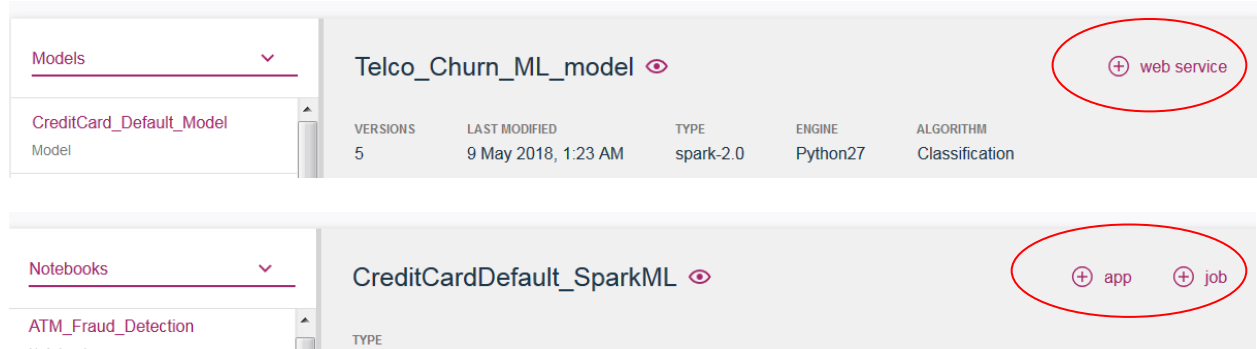 Models
Telco_Churn_ML_model
web service
CreditCard_Default_Model
Model
VERSIONS LAST MODIFIED TYPE ENGINE ALGORITHM
5 9 May 2018, 1:23 AM spark-2.0 Python27 Classification
Notebooks
CreditCardDefault_SparkML
app job
ATM_Fraud_Detection
TYPE